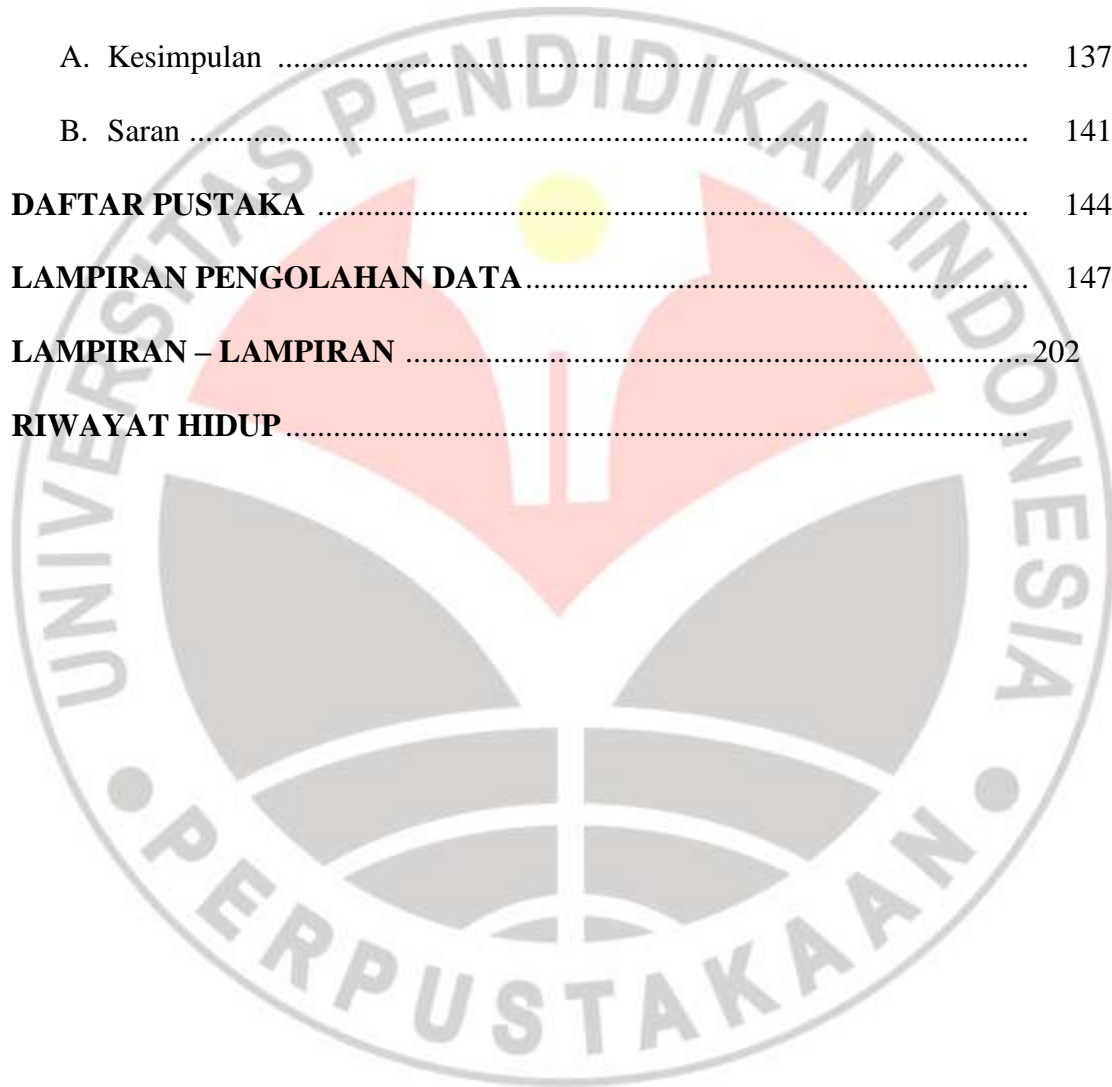 A. Kesimpulan ........................................................................................... 137
B. Saran ...................................................................................................... 141
DAFTAR PUSTAKA ...................................................................................... 144
LAMPIRAN PENGOLAHAN DATA ............................................................. 147
LAMPIRAN – LAMPIRAN ............................................................................ 202
RIWAYAT HIDUP ..........................................................................................
UNIVERSITAS PENDIDIKAN INDONESIA
PERPUSTAKAAN